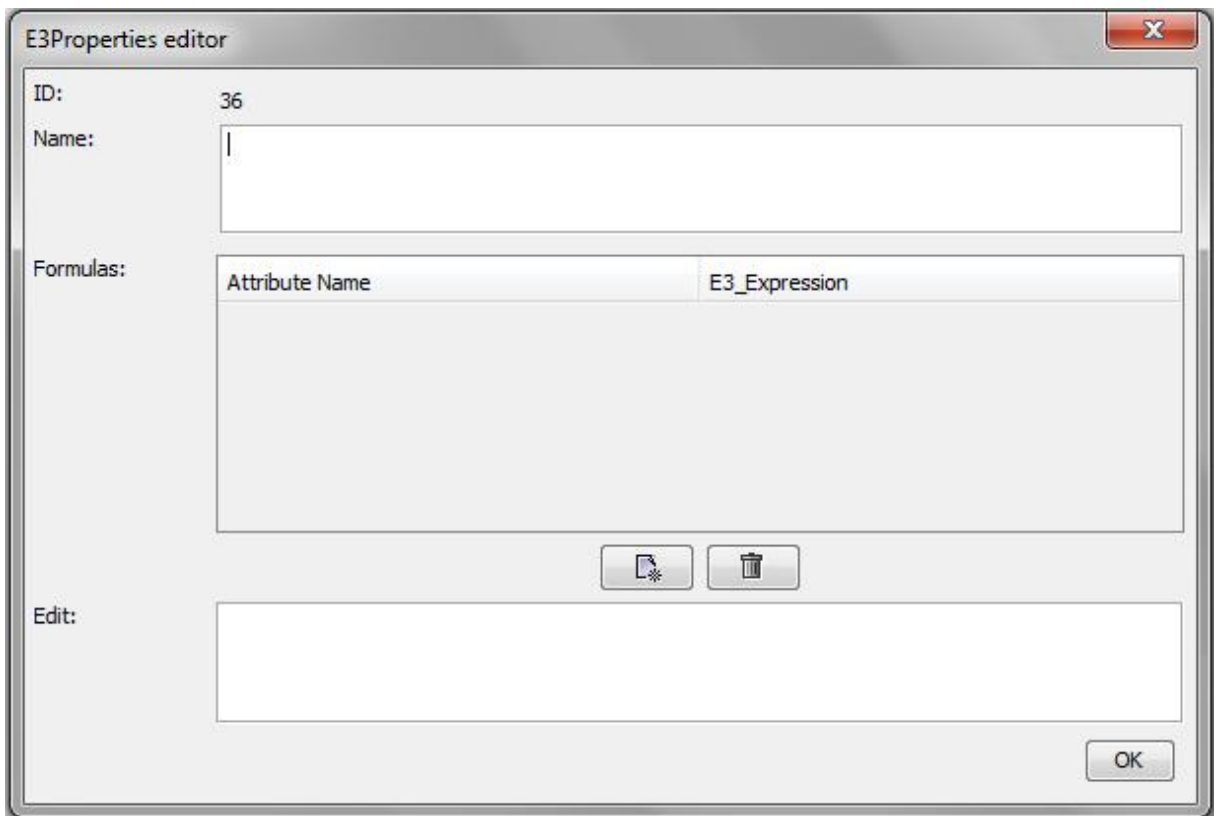 E3Properties editor
ID: 36
Name:
Formulas:
Attribute Name E3_Expression
Edit:
OK